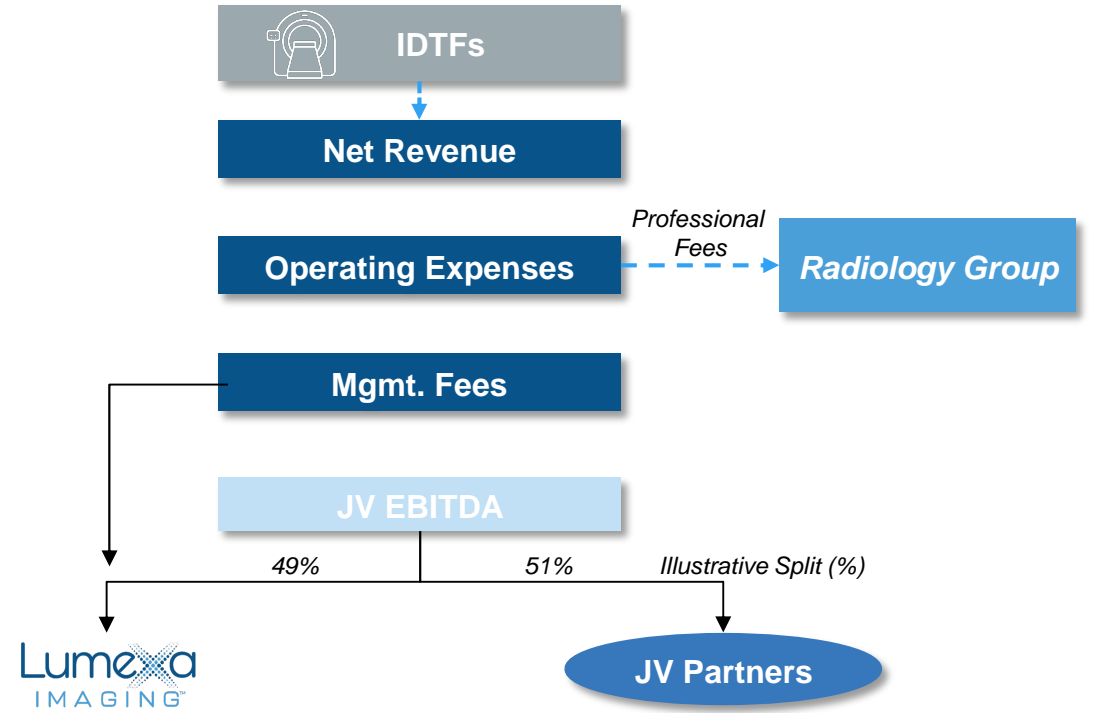 IDTFs
Net Revenue
Professional
Fees
Operating Expenses
Radiology Group
Mgmt. Fees
JV EBITDA
49%
51%
Illustrative Split (%)
Lumexa
IMAGING™
JV Partners